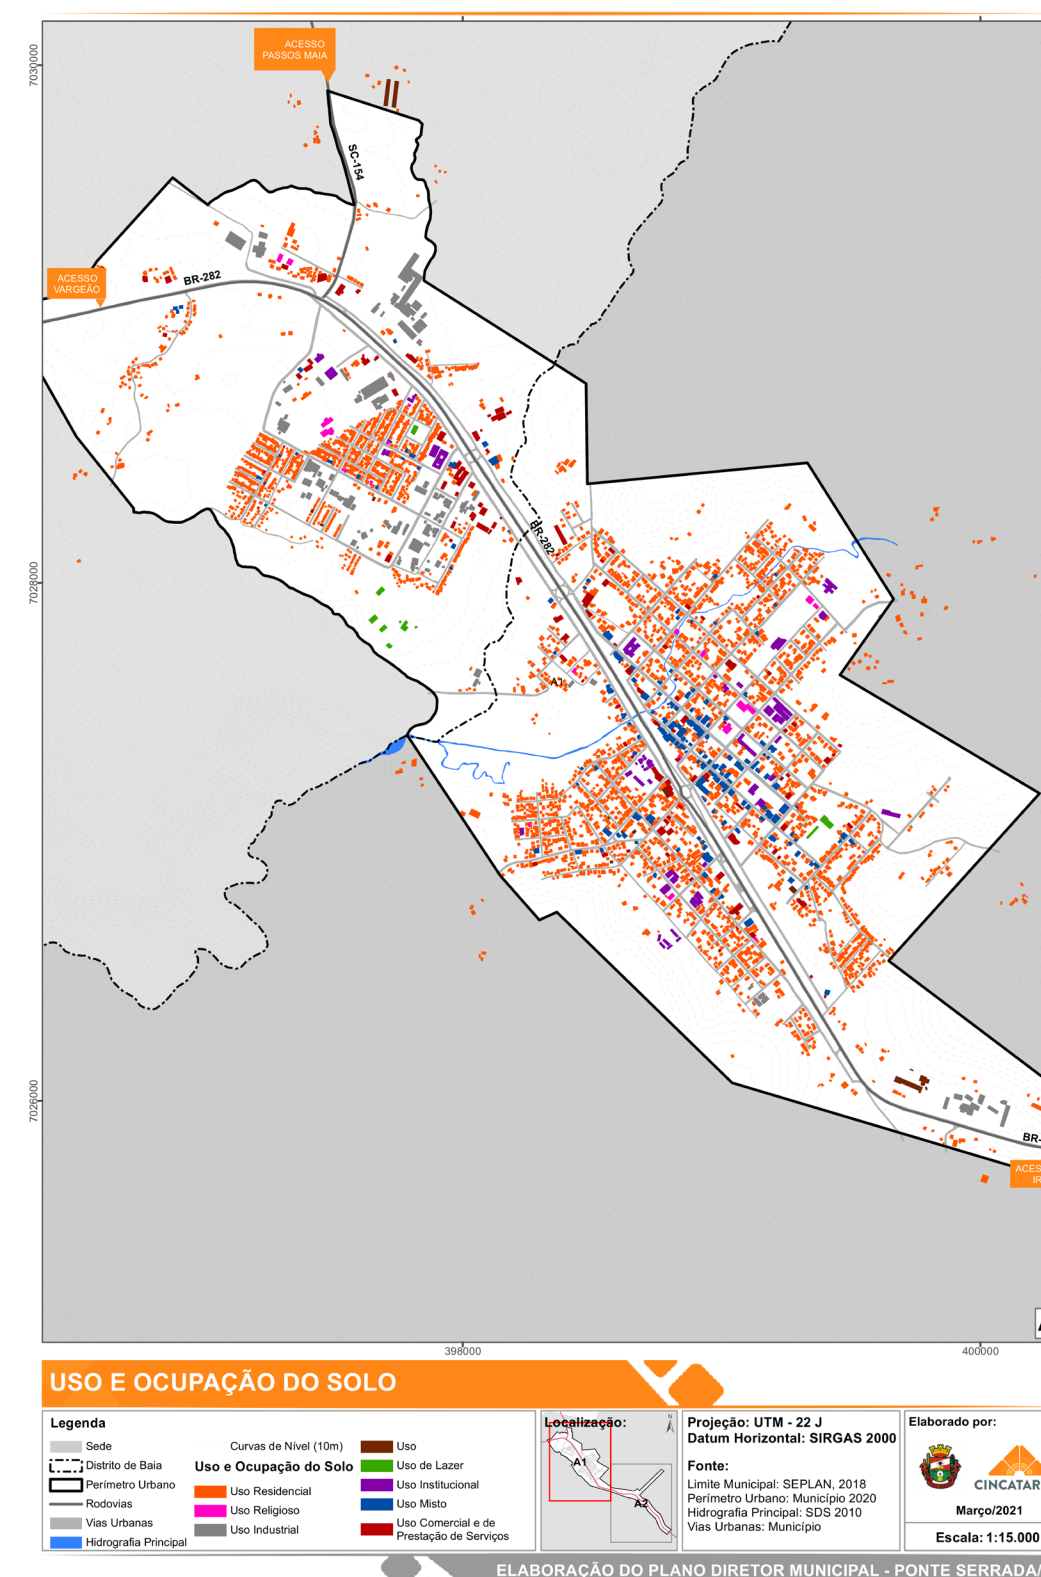 ACESSO
PASSOS MAIA
7030000
SC-154
ACESSO
VARGEÃO
BR-282
BR-282
7028000
A1
7026000
BR-
ACES
IR
398000
400000
USO E OCUPAÇÃO DO SOLO
Legenda
Sede
Distrito de Baia
Perímetro Urbano
Rodovias
Vias Urbanas
Hidrografia Principal
Curvas de Nível (10m)
Uso e Ocupação do Solo
Uso Residencial
Uso Religioso
Uso Industrial
Uso
Uso de Lazer
Uso Institucional
Uso Misto
Uso Comercial e de
Prestação de Serviços
Localização:
N
A1
A2
Projeção: UTM - 22 J
Datum Horizontal: SIRGAS 2000
Fonte:
Limite Municipal: SEPLAN, 2018
Perímetro Urbano: Município 2020
Hidrografia Principal: SDS 2010
Vias Urbanas: Município
Elaborado por:
CINCATAR
Março/2021
Escala: 1:15.000
ELABORAÇÃO DO PLANO DIRETOR MUNICIPAL - PONTE SERRADA/